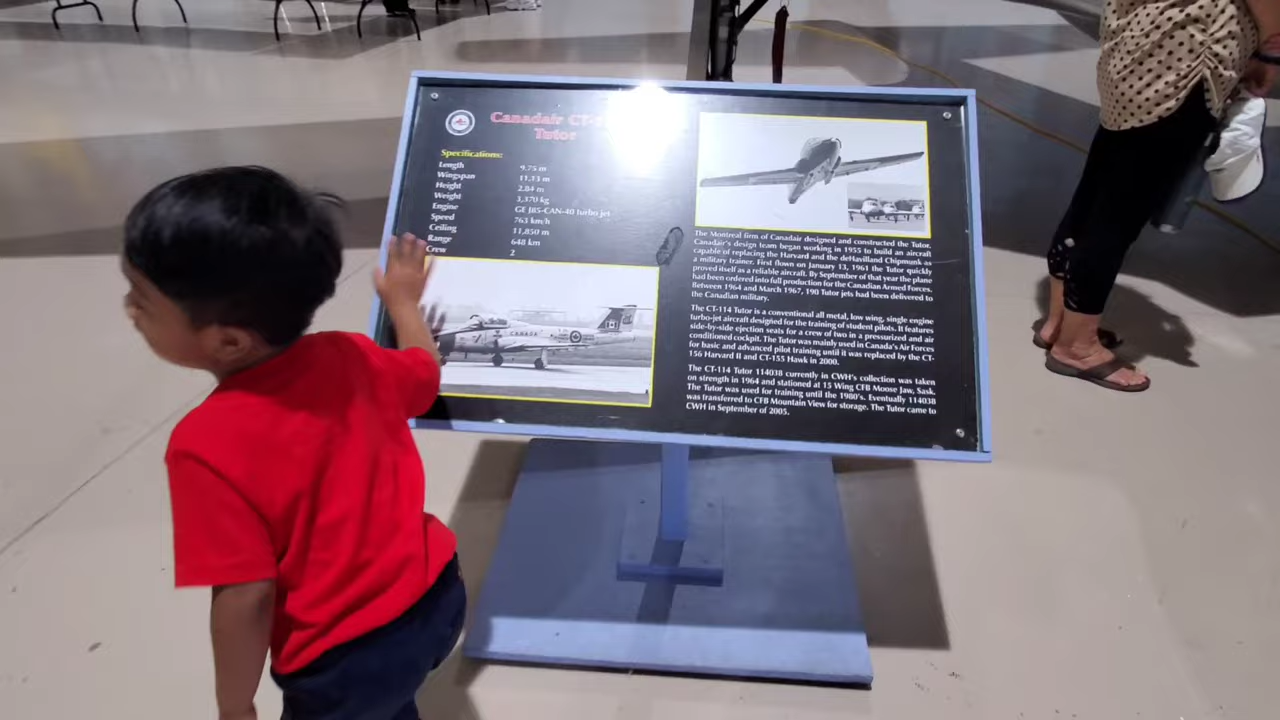 Canadair CT-
Tutor
Specifications:
Length 9.75 m
Wingspan 11.13 m
Height 2.84 m
Weight 3,370 kg
Engine GE J85-CAN-40 turbo jet
Speed 763 km/h
Ceiling 11,850 m
Range 648 km
Crew 2
CANADA
The Montreal firm of Canadair designed and constructed the Tutor.
Canadair's design team began working in 1955 to build an aircraft
capable of replacing the Harvard and the deHavilland Chipmunk as
a military trainer. First flown on January 13, 1961 the Tutor quickly
proved itself as a reliable aircraft. By September of that year the plane
had been ordered into full production for the Canadian Armed Forces.
Between 1964 and March 1967, 190 Tutor jets had been delivered to
the Canadian military.
The CT-114 Tutor is a conventional all metal, low wing, single engine
turbo-jet aircraft designed for the training of student pilots. It features
side-by-side ejection seats for a crew of two in a pressurized and air
conditioned cockpit. The Tutor was mainly used in Canada's Air Forces
for basic and advanced pilot training until it was replaced by the CT-
156 Harvard II and CT-155 Hawk in 2000.
The CT-114 Tutor 114038 currently in CWH's collection was taken
on strength in 1964 and stationed at 15 Wing CFB Moose Jaw, Sask.
The Tutor was used for training until the 1980's. Eventually 114038
was transferred to CFB Mountain View for storage. The Tutor came to
CWH in September of 2005.